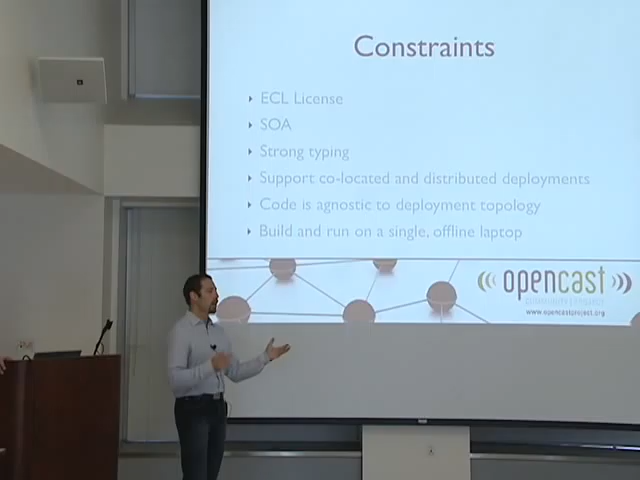 Constraints
ECL License
SOA
Strong typing
Support co-located and distributed deployments
Code is agnostic to deployment topology
Build and run on a single, offline laptop
opencast
www.opencastproject.org